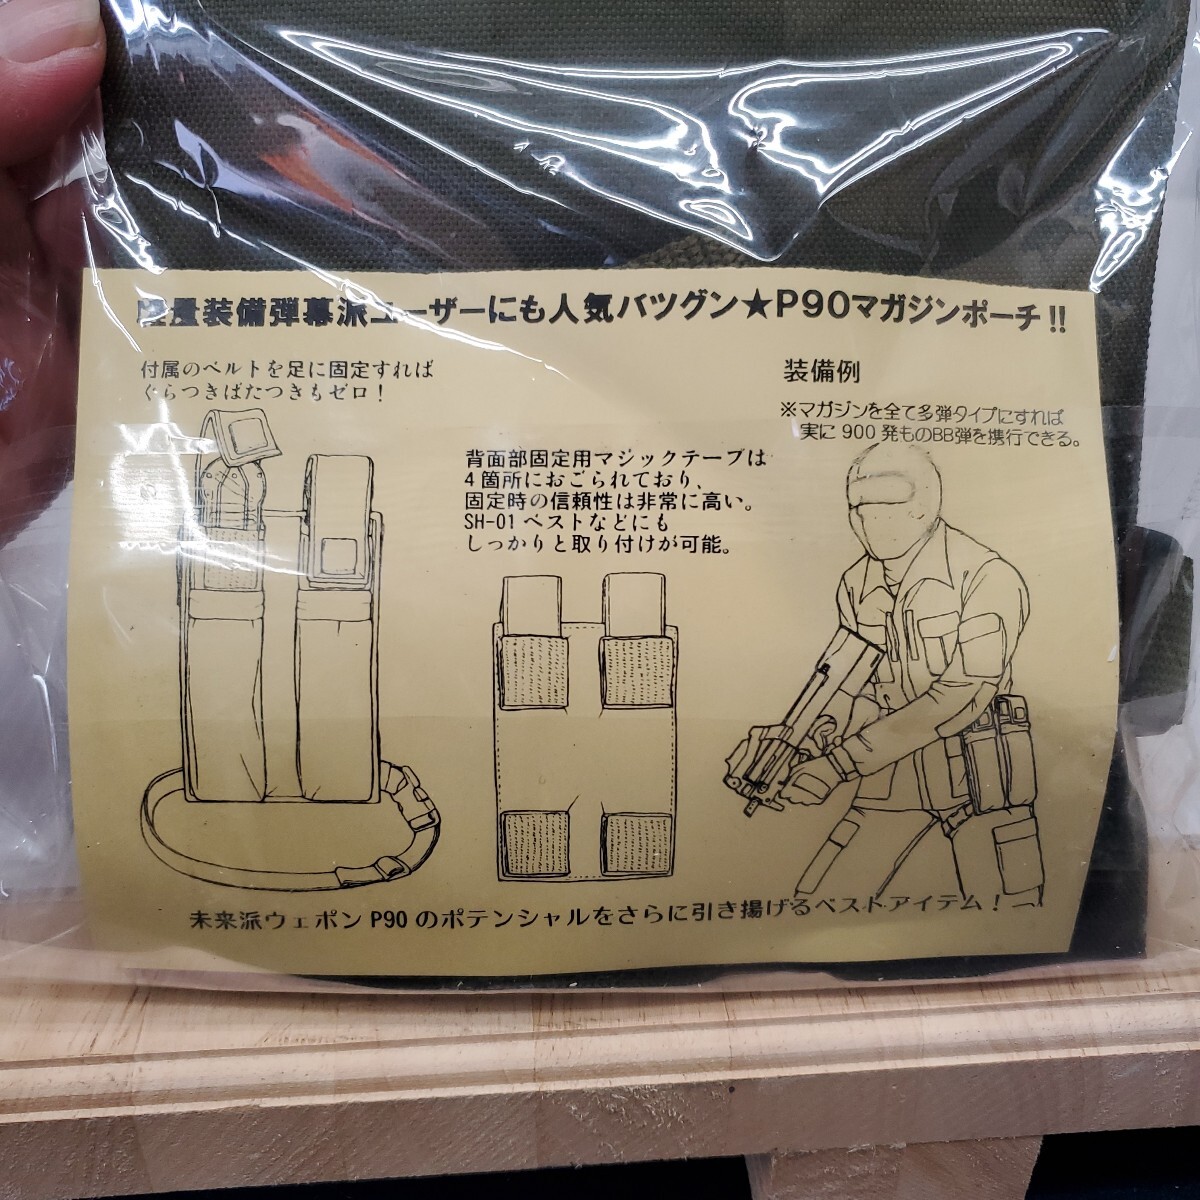 軽量装備弾幕派ユーザーにも人気バツグン★P90マガジンポーチ!!
付属のベルトを足に固定すれば
ぐらつきばたつきもゼロ！
背面部固定用マジックテープは
4箇所におごられており、
固定時の信頼性は非常に高い。
SH-01ベストなどにも
しっかりと取り付けが可能。
装備例
※マガジンを全て多弾タイプにすれば
実に900発ものBB弾を携行できる。
未来派ウェポンP90のポテンシャルをさらに引き揚げるベストアイテム！